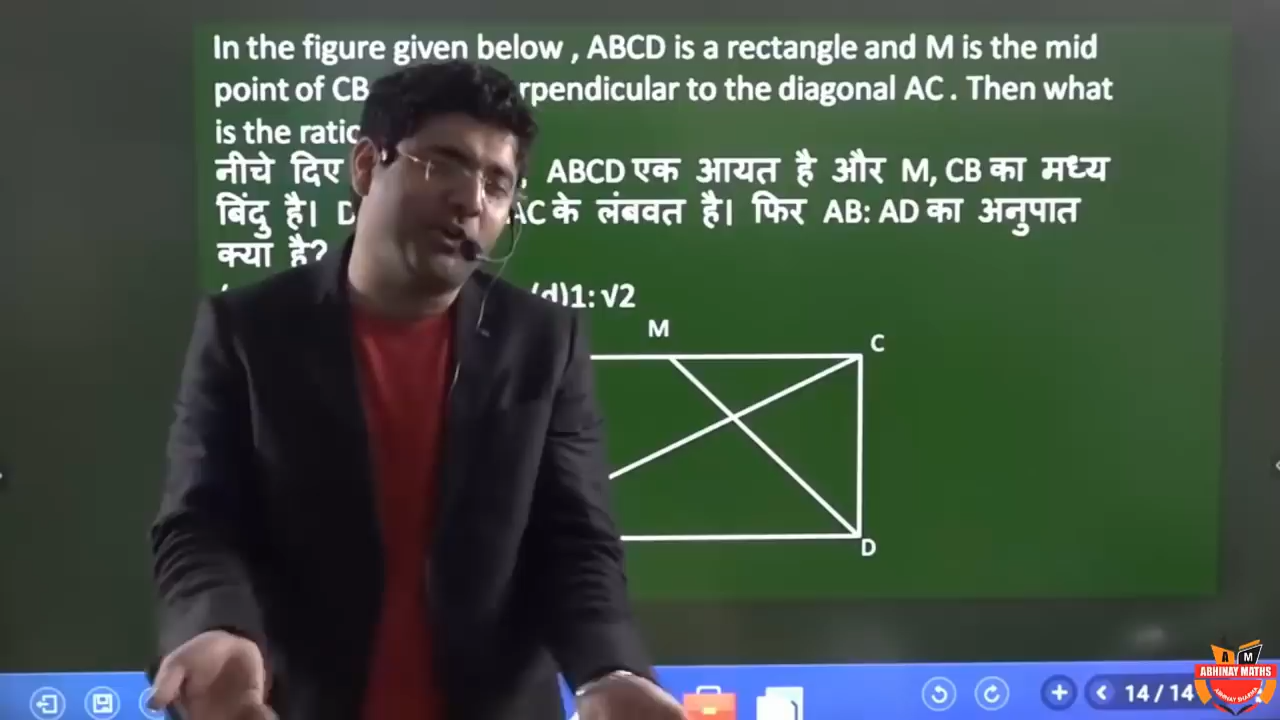 In the figure given below , ABCD is a rectangle and M is the mid
point of CB rpendicular to the diagonal AC . Then what
is the ratio
नीचे दिए ABCD एक आयत है और M, CB का मध्य
बिंदु है। D AC के लंबवत है। फिर AB: AD का अनुपात
क्या है?
(d)1: √2
M
C
D
14 / 14
A M
ABHINAY MATHS
ABHINAY SHARMA